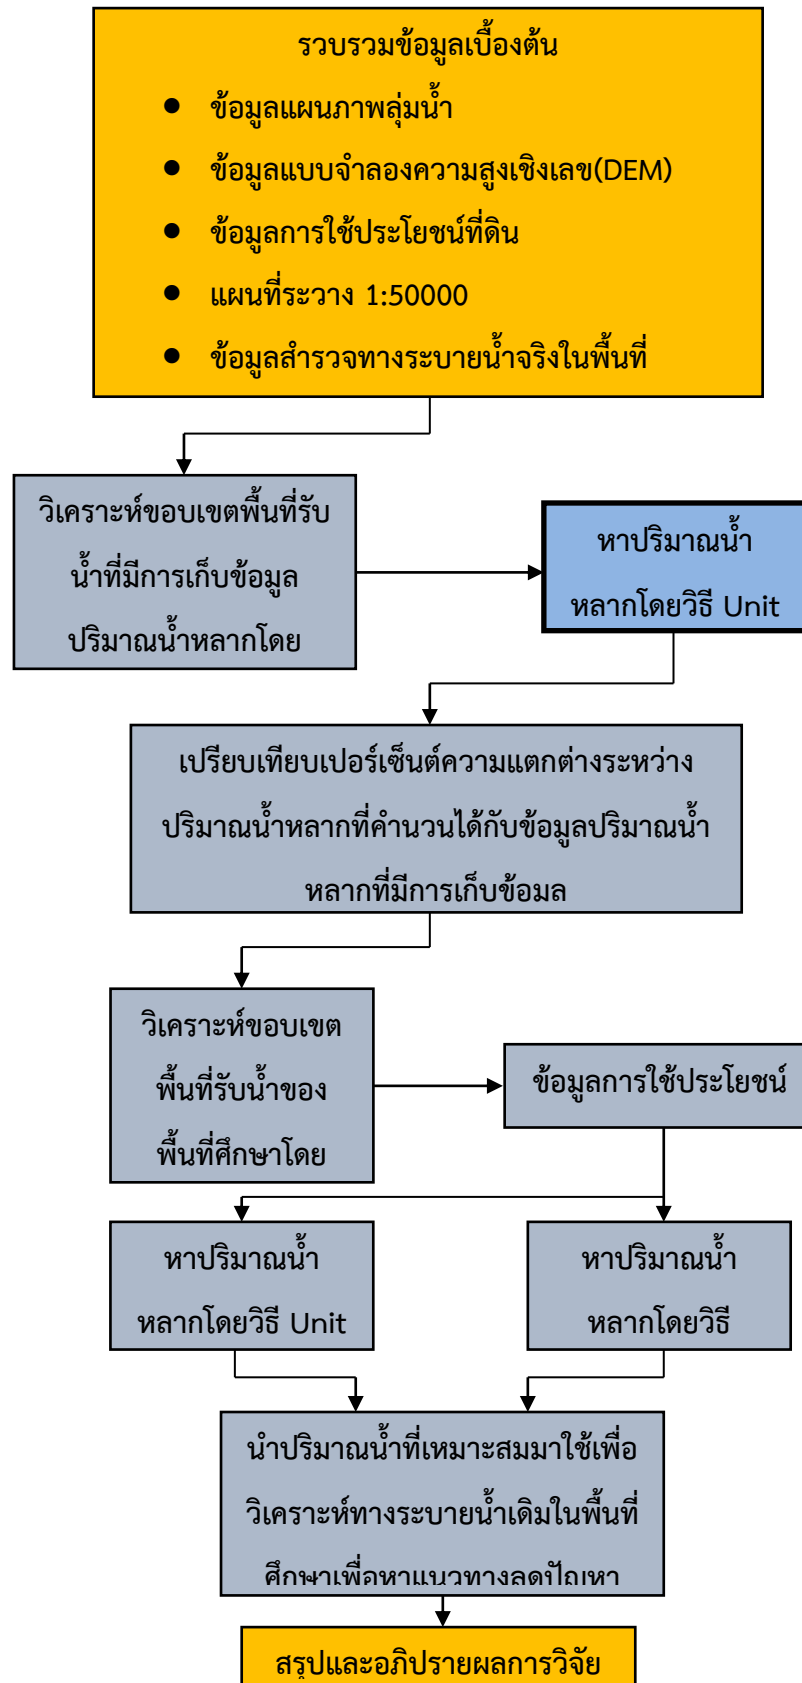 รวบรวมข้อมูลเบื้องต้น
● ข้อมูลแผนภาพลุ่มน้ำ
● ข้อมูลแบบจำลองความสูงเชิงเลข(DEM)
● ข้อมูลการใช้ประโยชน์ที่ดิน
● แผนที่ระวาง 1:50000
● ข้อมูลสำรวจทางระบายน้ำจริงในพื้นที่
วิเคราะห์ขอบเขตพื้นที่รับ
น้ำที่มีการเก็บข้อมูล
ปริมาณน้ำหลากโดย
หาปริมาณน้ำ
หลากโดยวิธี Unit
เปรียบเทียบเปอร์เซ็นต์ความแตกต่างระหว่าง
ปริมาณน้ำหลากที่คำนวนได้กับข้อมูลปริมาณน้ำ
หลากที่มีการเก็บข้อมูล
วิเคราะห์ขอบเขต
พื้นที่รับน้ำของ
พื้นที่ศึกษาโดย
ข้อมูลการใช้ประโยชน์
หาปริมาณน้ำ
หลากโดยวิธี Unit
หาปริมาณน้ำ
หลากโดยวิธี
นำปริมาณน้ำที่เหมาะสมมาใช้เพื่อ
วิเคราะห์ทางระบายน้ำเดิมในพื้นที่
ศึกษาเพื่อหาแนวทางลดปัญหา
สรุปและอภิปรายผลการวิจัย